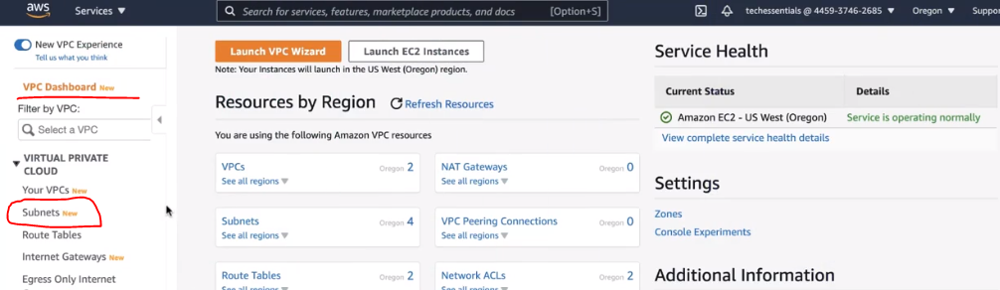 aws Services ▼ Search for services, features, marketplace products, and docs [Option+S] techessentials @ 4459-3746-2685 ▼ Oregon ▼ Suppo
New VPC Experience
Tell us what you think
VPC Dashboard New
Filter by VPC:
Select a VPC
VIRTUAL PRIVATE
CLOUD
Your VPCs New
Subnets New
Route Tables
Internet Gateways New
Egress Only Internet
Launch VPC Wizard Launch EC2 Instances
Note: Your Instances will launch in the US West (Oregon) region.
Resources by Region Refresh Resources
You are using the following Amazon VPC resources
VPCs Oregon 2
See all regions ▼
NAT Gateways Oregon 0
See all regions ▼
Subnets Oregon 4
See all regions ▼
VPC Peering Connections Oregon 0
See all regions ▼
Route Tables Oregon 2
See all regions ▼
Network ACLs Oregon 2
See all regions ▼
Service Health
Current Status Details
Amazon EC2 - US West (Oregon) Service is operating normally
View complete service health details
Settings
Zones
Console Experiments
Additional Information